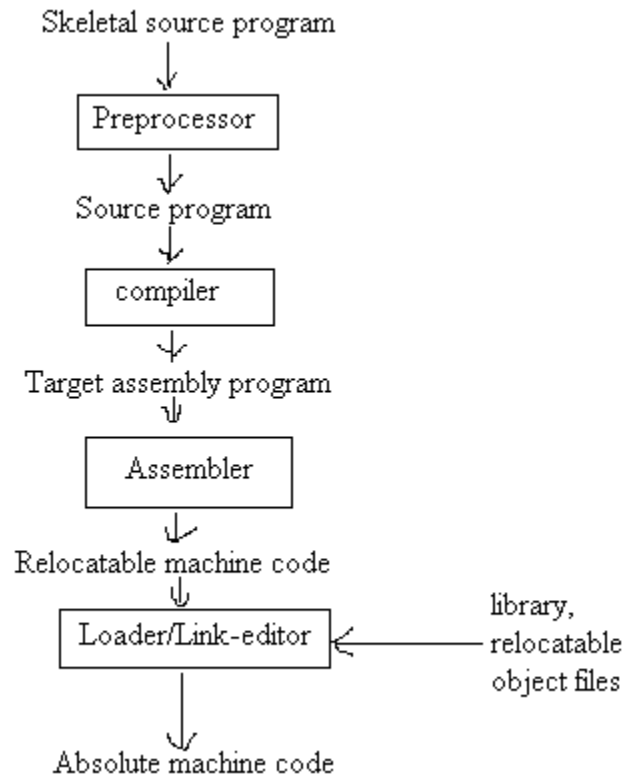 Skeletal source program
Preprocessor
Source program
compiler
Target assembly program
Assembler
Relocatable machine code
Loader/Link-editor
library,
relocatable
object files
Absolute machine code